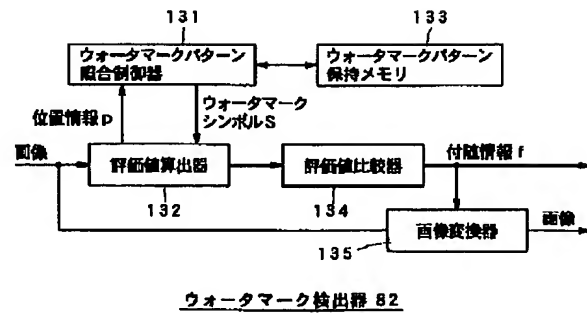 131
133
ウォータマークパターン
照合制御器
ウォータマークパターン
保持メモリ
位置情報p
ウォータマーク
シンボルS
画像
評価値算出器
評価値比較器
付随情報f
132
134
画像変換器
画像
135
ウォータマーク検出器 82